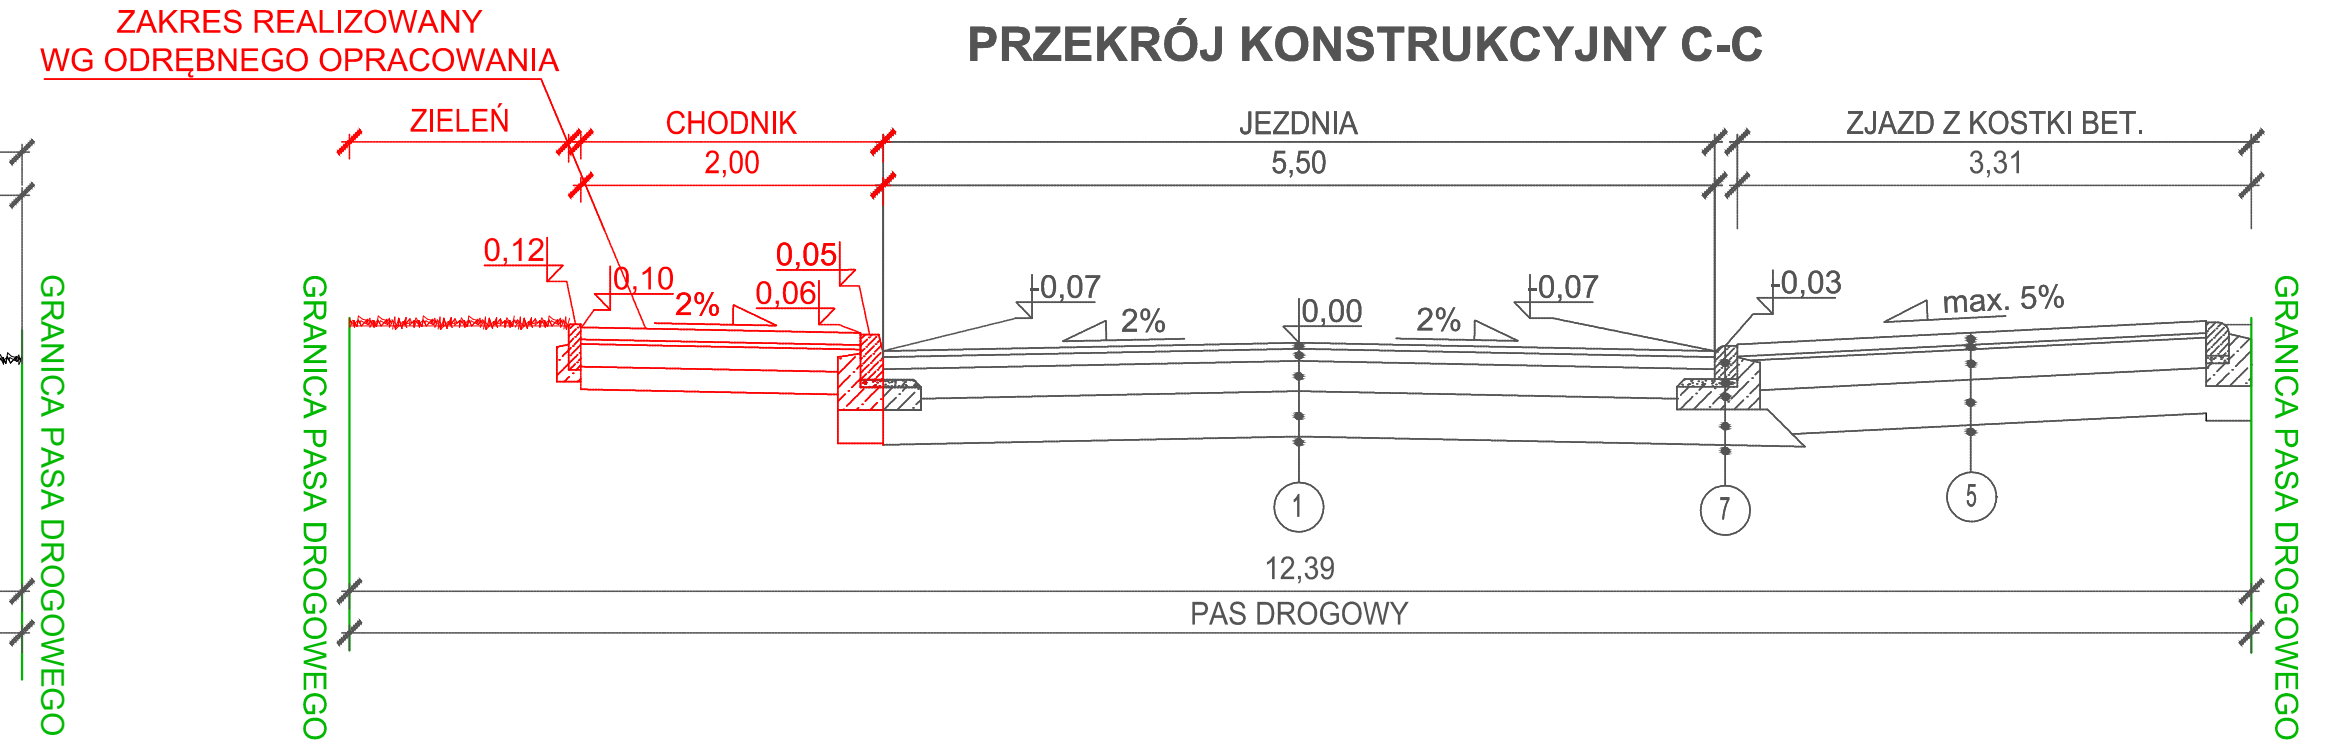 ZAKRES REALIZOWANY
WG ODRĘBNEGO OPRACOWANIA
PRZEKRÓJ KONSTRUKCYJNY C-C
ZIELEŃ
CHODNIK
JEZDNIA
ZJAZD Z KOSTKI BET.
2,00
5,50
3,31
0,12
0,10
2%
0,05
0,06
-0,07
2%
0,00
2%
-0,07
-0,03
max. 5%
GRANICA PASA DROGOWEGO
GRANICA PASA DROGOWEGO
GRANICA PASA DROGOWEGO
1
7
5
12,39
PAS DROGOWY